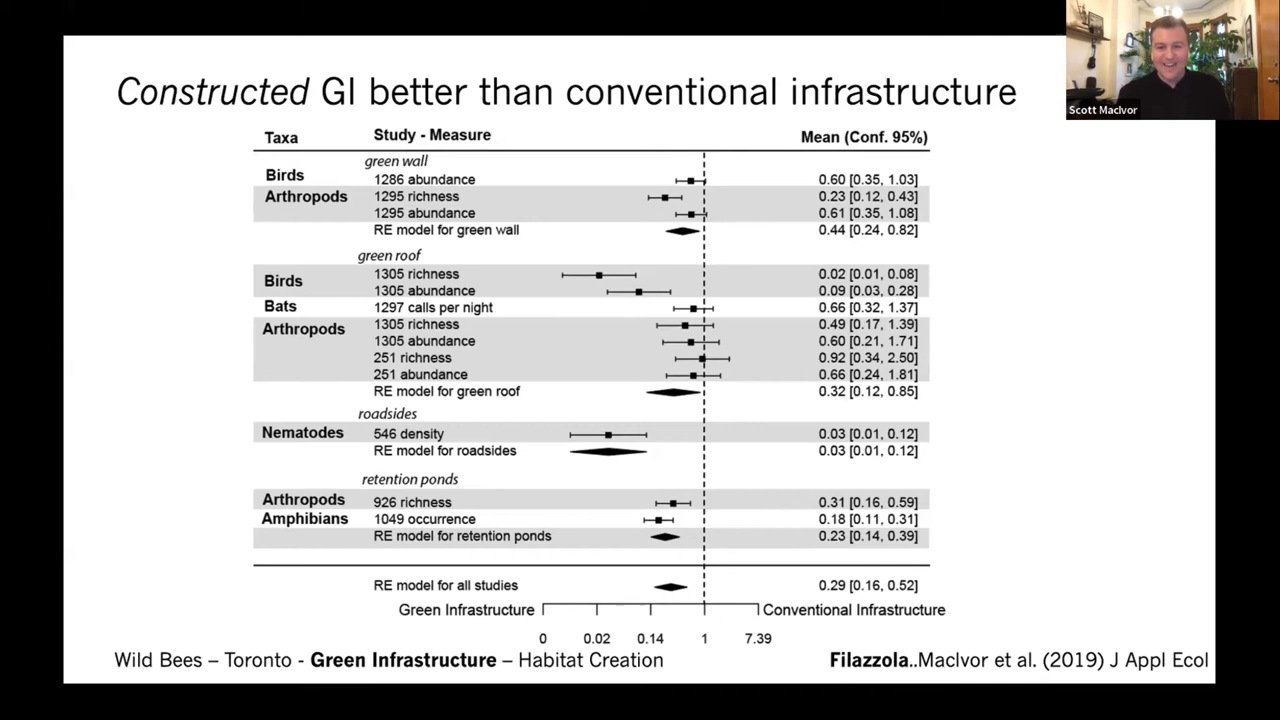 Scott MacIvor
Constructed GI better than conventional infrastructure
Taxa Study - Measure Mean (Conf. 95%)
green wall
Birds 1286 abundance 0.60 [0.35, 1.03]
Arthropods 1295 richness 0.23 [0.12, 0.43]
1295 abundance 0.61 [0.35, 1.08]
RE model for green wall 0.44 [0.24, 0.82]
green roof
Birds 1305 richness 0.02 [0.01, 0.08]
1305 abundance 0.09 [0.03, 0.28]
Bats 1297 calls per night 0.66 [0.32, 1.37]
Arthropods 1305 richness 0.49 [0.17, 1.39]
1305 abundance 0.60 [0.21, 1.71]
251 richness 0.92 [0.34, 2.50]
251 abundance 0.66 [0.24, 1.81]
RE model for green roof 0.32 [0.12, 0.85]
roadsides
Nematodes 546 density 0.03 [0.01, 0.12]
RE model for roadsides 0.03 [0.01, 0.12]
retention ponds
Arthropods 926 richness 0.31 [0.16, 0.59]
Amphibians 1049 occurrence 0.18 [0.11, 0.31]
RE model for retention ponds 0.23 [0.14, 0.39]
RE model for all studies 0.29 [0.16, 0.52]
Green Infrastructure Conventional Infrastructure
0 0.02 0.14 1 7.39
Wild Bees – Toronto - Green Infrastructure – Habitat Creation Filazzola..MacIvor et al. (2019) J Appl Ecol